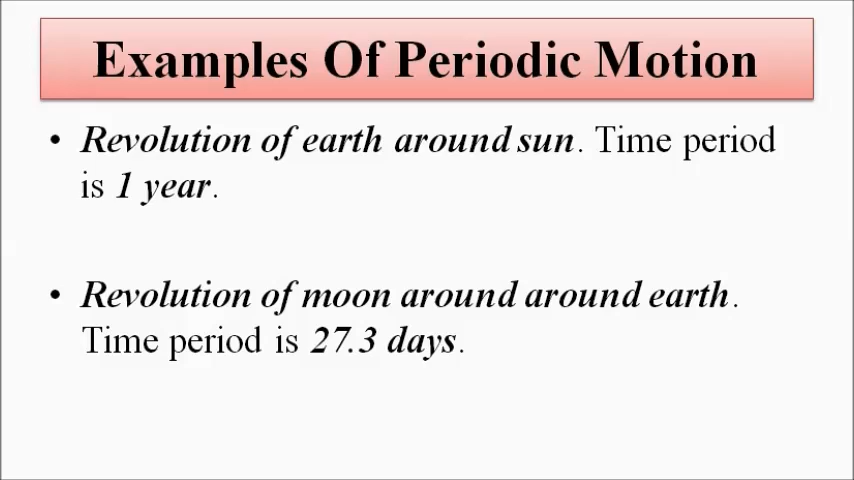 Examples Of Periodic Motion
• Revolution of earth around sun. Time period
is 1 year.
• Revolution of moon around around earth.
Time period is 27.3 days.